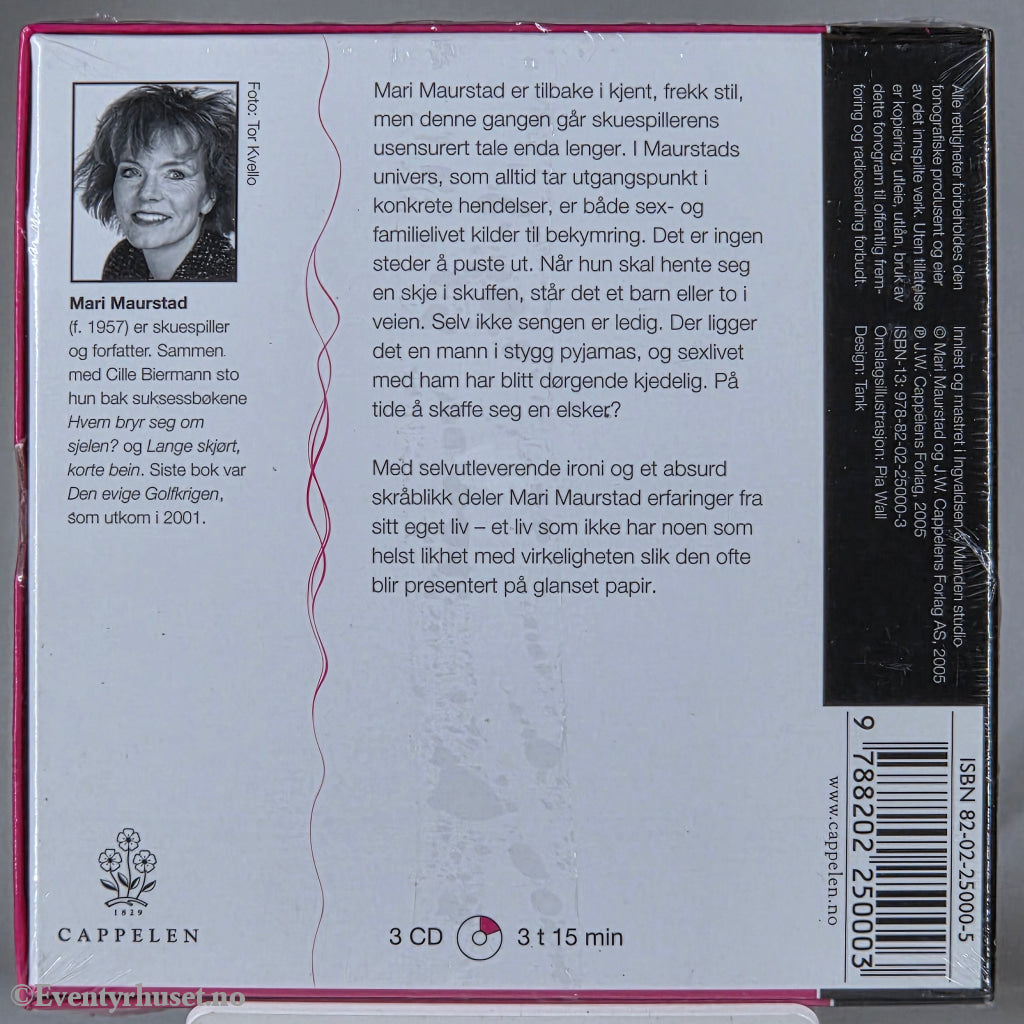 Foto: Tor Kvello
Mari Maurstad
(f. 1957) er skuespiller
og forfatter. Sammen
med Cille Biermann sto
hun bak suksessbøkene
Hvem bryr seg om
sjelen? og Lange skjørt,
korte bein. Siste bok var
Den evige Golfkrigen,
som utkom i 2001.
Mari Maurstad er tilbake i kjent, frekk stil,
men denne gangen går skuespillerens
usensurert tale enda lenger. I Maurstads
univers, som alltid tar utgangspunkt i
konkrete hendelser, er både sex- og
familielivet kilder til bekymring. Det er ingen
steder å puste ut. Når hun skal hente seg
en skje i skuffen, står det et barn eller to i
veien. Selv ikke sengen er ledig. Der ligger
det en mann i stygg pyjamas, og sexlivet
med ham har blitt dørgende kjedelig. På
tide å skaffe seg en elsker?
Med selvutleverende ironi og et absurd
skråblikk deler Mari Maurstad erfaringer fra
sitt eget liv – et liv som ikke har noen som
helst likhet med virkeligheten slik den ofte
blir presentert på glanset papir.
1829
CAPPELEN
3 CD
3 t 15 min
Alle rettigheter forbeholdes den
fonografiske produsent og eier
av det innspilte verk. Uten tillatelse
er kopiering, utleie, utlån, bruk av
dette fonogram til offentlig frem-
føring og radiosending forbudt.
Innlest og mastret i Ingvaldsen & Munden studio
© Mari Maurstad og J.W. Cappelens Forlag AS, 2005
℗ J.W. Cappelens Forlag, 2005
ISBN-13: 978-82-02-25000-3
Omslagsillustrasjon: Pia Wall
Design: Tank
ISBN 82-02-25000-5
9 788202 250003
www.cappelen.no
©Eventyrhuset.no